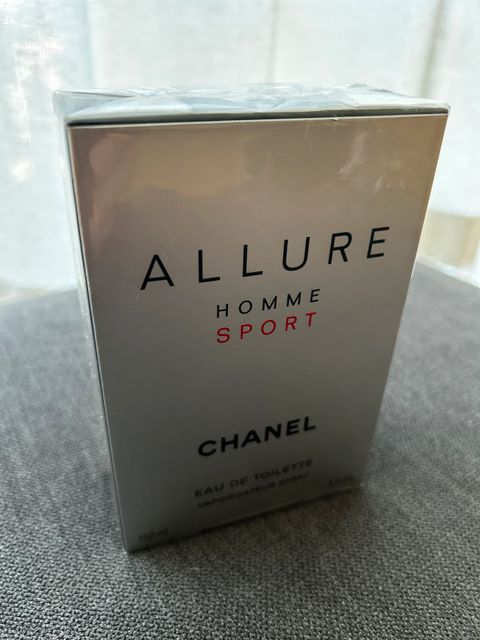 ALLURE
HOMME
SPORT
CHANEL
EAU DE TOILETTE
VAPORISATEUR SPRAY